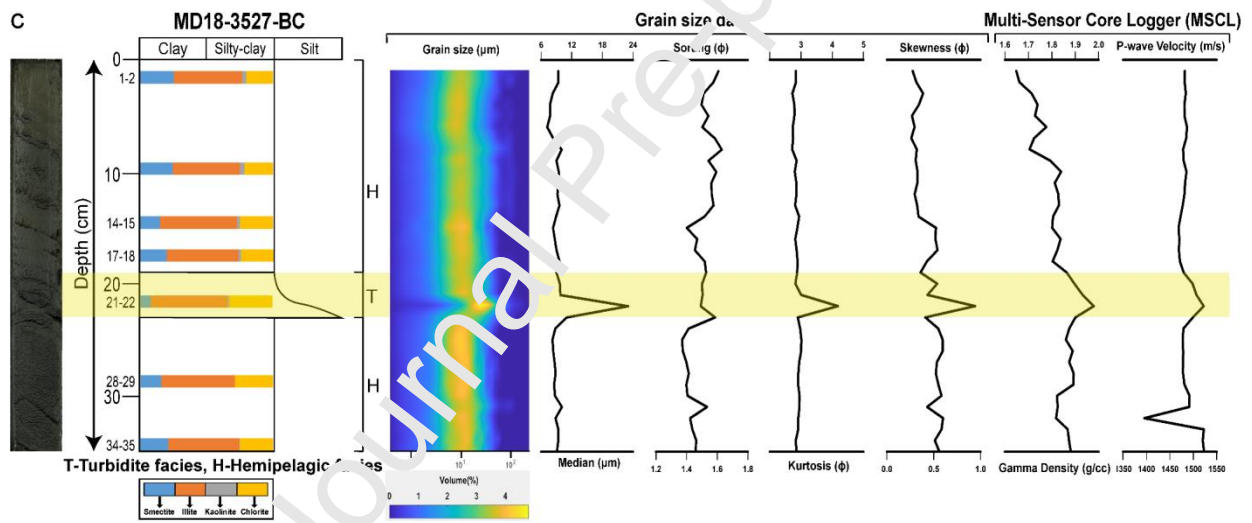 C
MD18-3527-BC
Grain size da
Multi-Sensor Core Logger (MSCL)
Clay Silty-clay Silt
Grain size (μm)
6 12 18 24
Sorting (ϕ)
3 4 5
Skewness (ϕ)
1.6 1.7 1.8 1.9 2.0
P-wave Velocity (m/s)
Depth (cm)
0
1-2
10
14-15
17-18
20
21-22
28-29
30
34-35
H
T
H
Journal Pre-p
T-Turbidite facies, H-Hemipelagic facies
Smectite Illite Kaolinite Chlorite
10¹ 10²
Volume(%)
0 1 2 3 4
Median (μm)
1.2 1.4 1.6 1.8
Kurtosis (ϕ)
0.0 0.5 1.0
Gamma Density (g/cc)
1350 1400 1450 1500 1550